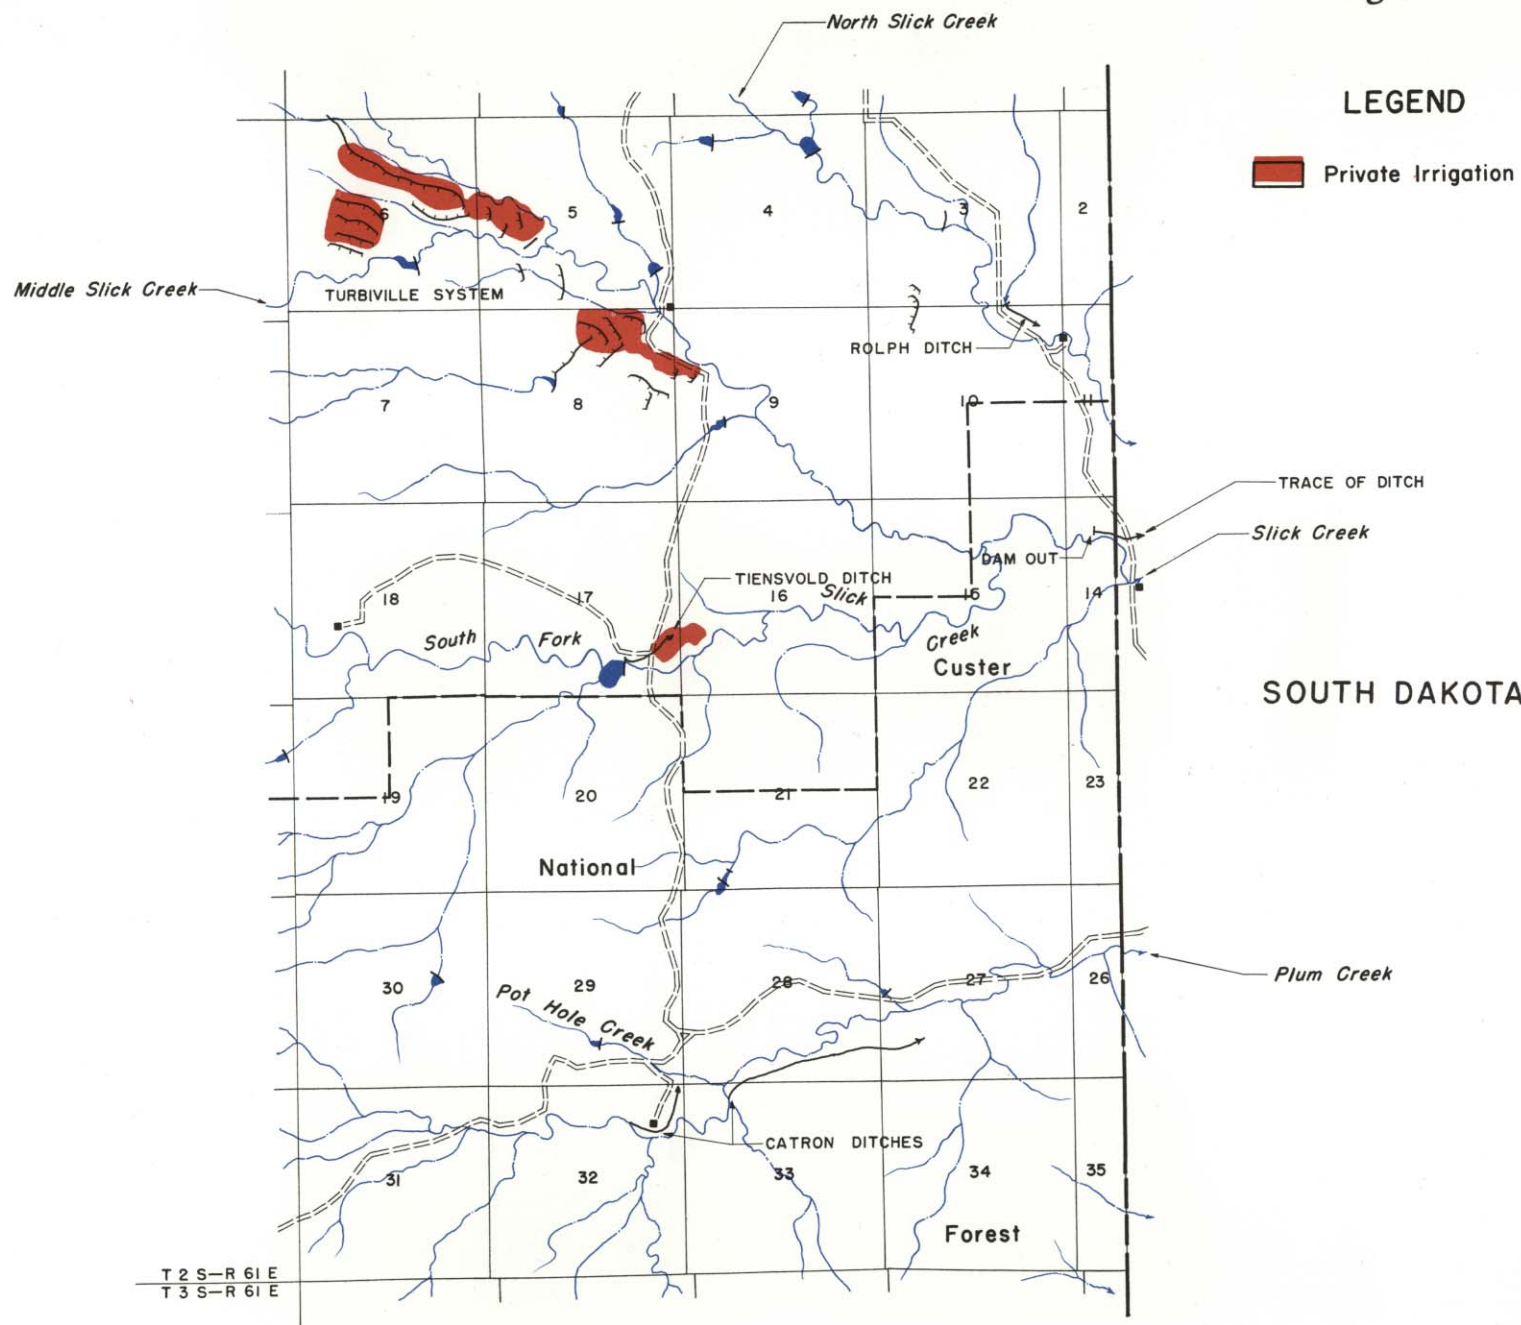 North Slick Creek
LEGEND
Private Irrigation
6
5
4
3
2
Middle Slick Creek
TURBIVILLE SYSTEM
ROLPH DITCH
7
8
9
10
11
TRACE OF DITCH
Slick Creek
DAM OUT
TIENSVOLD DITCH
18
17
16
Slick
15
14
South Fork
Creek
Custer
SOUTH DAKOTA
19
20
21
22
23
National
30
29
28
27
26
Plum Creek
Pot Hole Creek
CATRON DITCHES
31
32
33
34
35
Forest
T 2 S-R 61 E
T 3 S-R 61 E